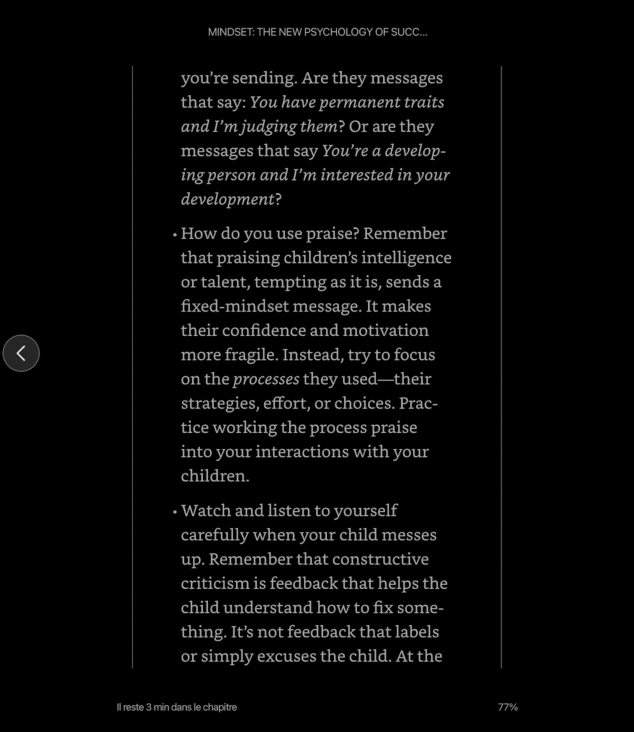 MINDSET: THE NEW PSYCHOLOGY OF SUCC...
you're sending. Are they messages
that say: You have permanent traits
and I'm judging them? Or are they
messages that say You're a develop-
ing person and I'm interested in your
development?
• How do you use praise? Remember
that praising children's intelligence
or talent, tempting as it is, sends a
fixed-mindset message. It makes
their confidence and motivation
more fragile. Instead, try to focus
on the processes they used—their
strategies, effort, or choices. Prac-
tice working the process praise
into your interactions with your
children.
• Watch and listen to yourself
carefully when your child messes
up. Remember that constructive
criticism is feedback that helps the
child understand how to fix some-
thing. It's not feedback that labels
or simply excuses the child. At the
Il reste 3 min dans le chapitre
77%